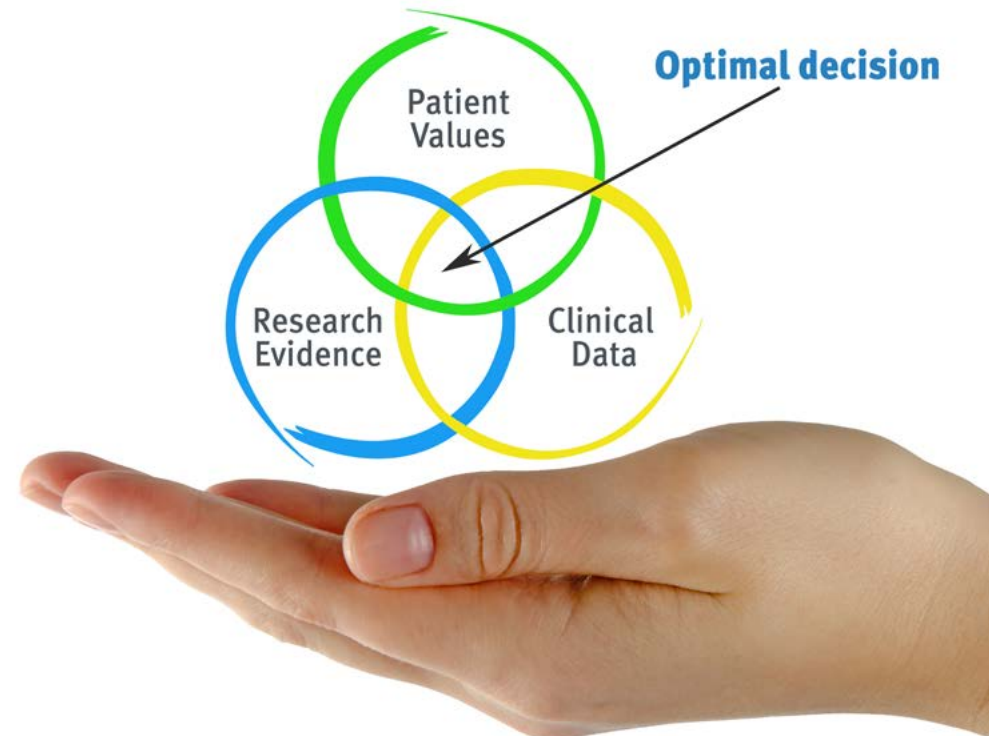 Optimal decision
Patient
Values
Research
Evidence
Clinical
Data